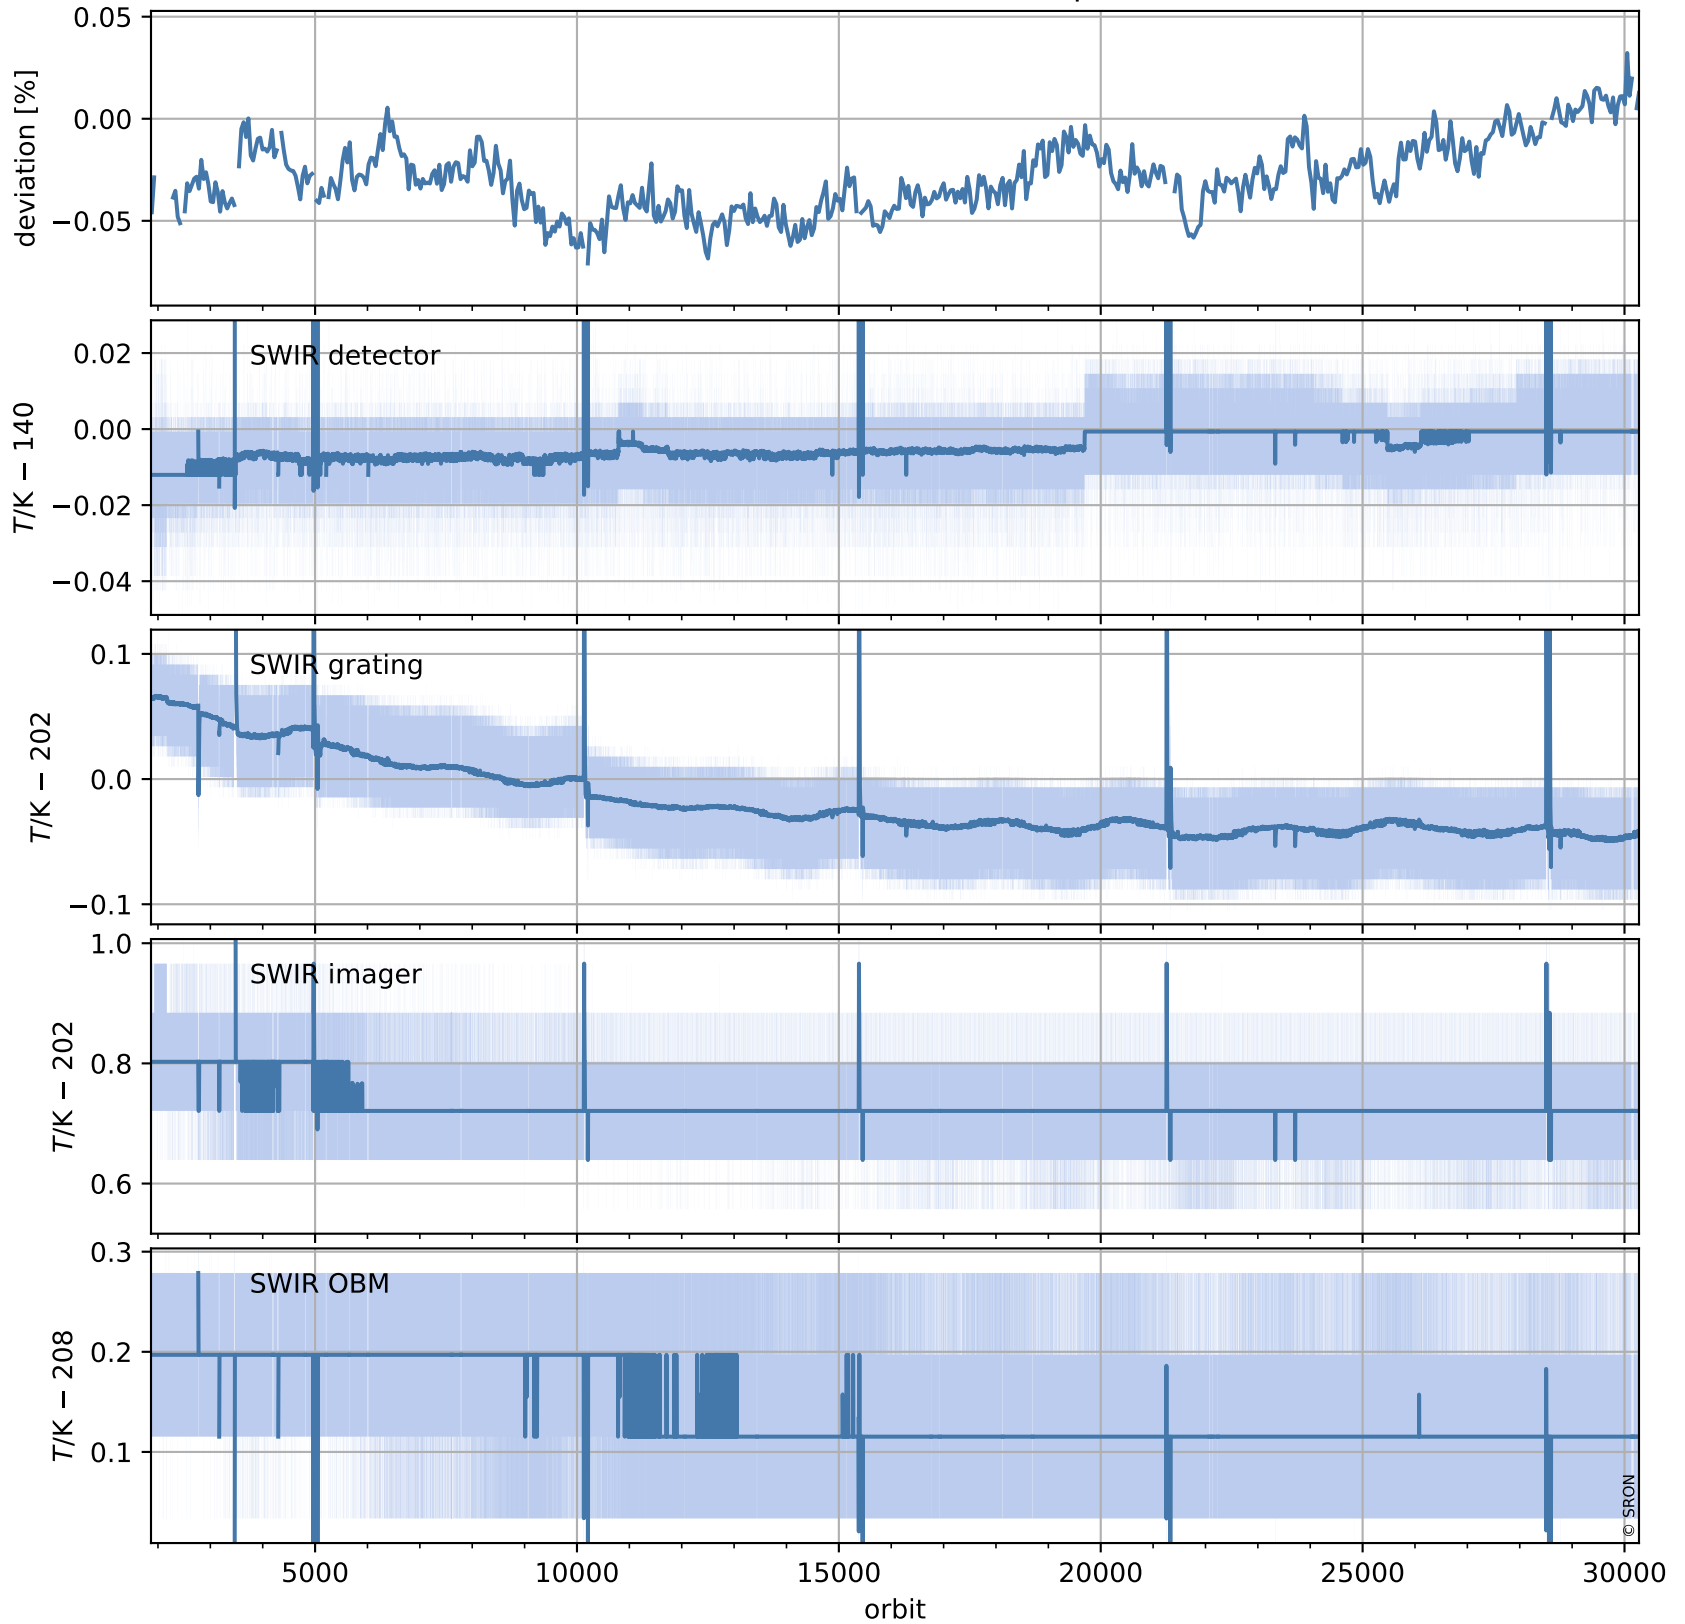 0.05
0.00
−0.05
deviation [%]
SWIR detector
0.02
0.00
−0.02
−0.04
T/K − 140
SWIR grating
0.1
0.0
−0.1
T/K − 202
SWIR imager
1.0
0.8
0.6
T/K − 202
SWIR OBM
0.3
0.2
0.1
T/K − 208
© SRON
5000 10000 15000 20000 25000 30000
orbit